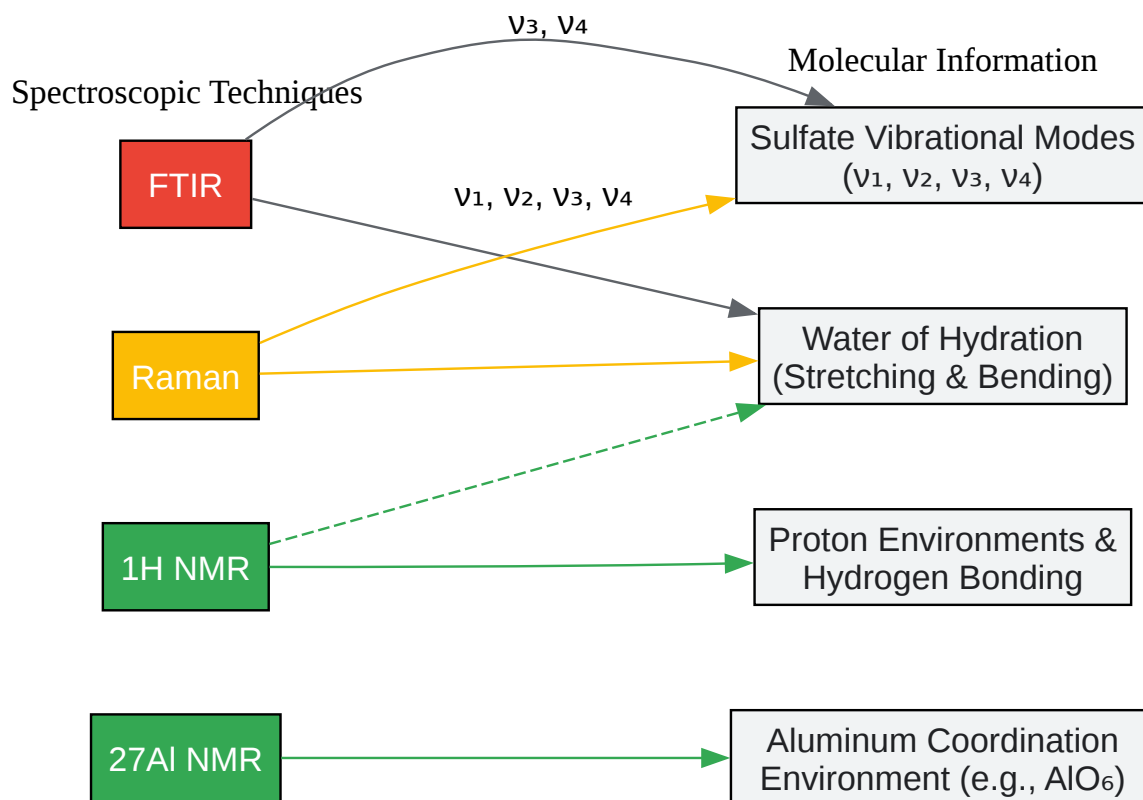 ν₃, ν₄
Molecular Information
Spectroscopic Techniques
Sulfate Vibrational Modes
(ν₁, ν₂, ν₃, ν₄)
FTIR
ν₁, ν₂, ν₃, ν₄
Water of Hydration
(Stretching & Bending)
Raman
Proton Environments &
Hydrogen Bonding
1H NMR
Aluminum Coordination
Environment (e.g., AlO₆)
27Al NMR